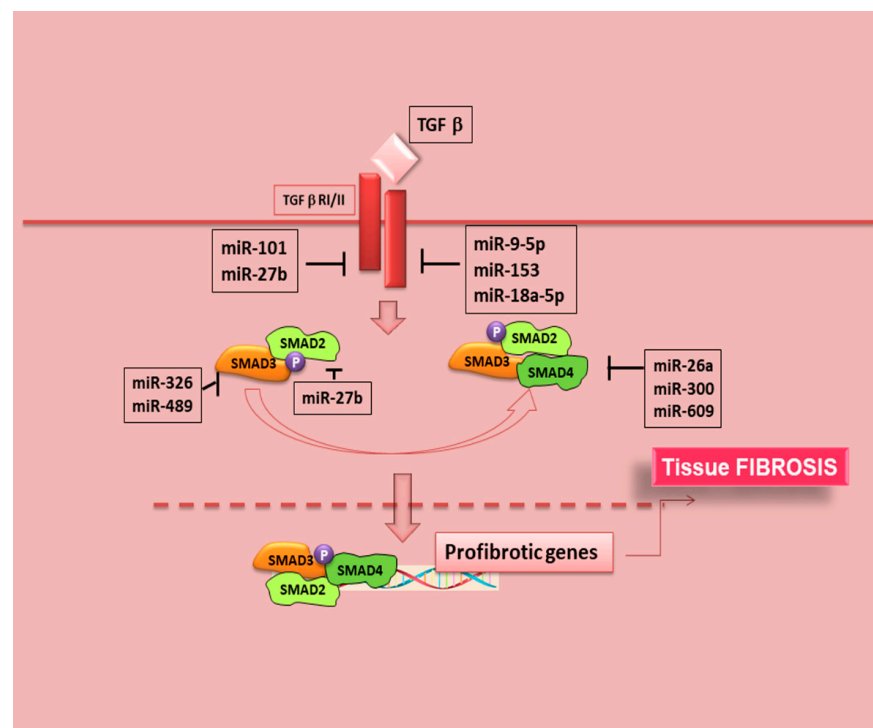 TGF β
TGF β RI/II
miR-101
miR-27b
miR-9-5p
miR-153
miR-18a-5p
SMAD2
SMAD3
P
P
SMAD2
SMAD3
SMAD4
miR-326
miR-489
miR-27b
miR-26a
miR-300
miR-609
Tissue FIBROSIS
Profibrotic genes
SMAD3
P
SMAD4
SMAD2